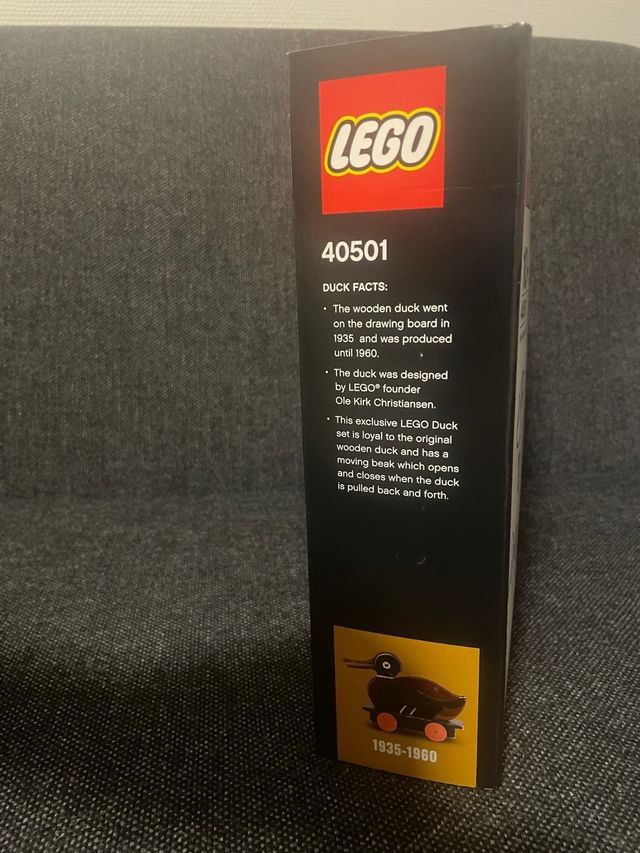 LEGO
40501
DUCK FACTS:
• The wooden duck went
on the drawing board in
1935 and was produced
until 1960.
• The duck was designed
by LEGO® founder
Ole Kirk Christiansen.
• This exclusive LEGO Duck
set is loyal to the original
wooden duck and has a
moving beak which opens
and closes when the duck
is pulled back and forth.
1935-1960